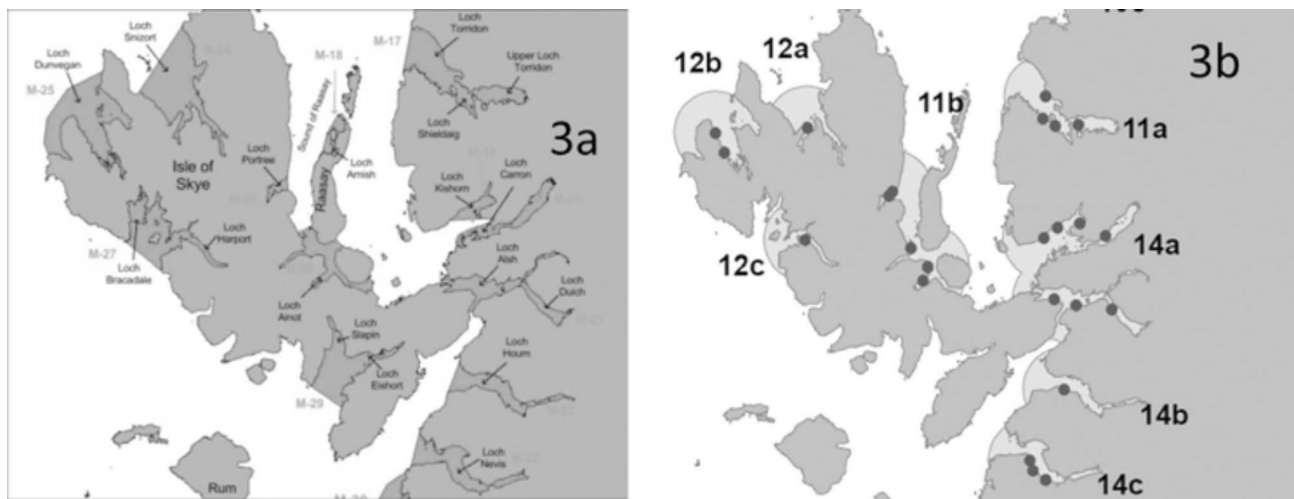 Loch
Snizort
M-24
Loch
Dunvegan
M-25
Isle of
Skye
Loch
Portree
Sound of Raasay
M-18
Raasay
Loch
Arnish
M-17
Loch
Torridon
Upper Loch
Torridon
Loch
Shieldaig
3a
Loch
Kishorn
Loch
Carron
M-27
Loch
Bracadale
Loch
Harport
Loch
Ainot
Loch
Alsh
Loch
Duich
Loch
Slapin
Loch
Eishort
M-29
Loch
Hourn
Loch
Nevis
Rum
12b
12a
11b
3b
11a
12c
14a
14b
14c